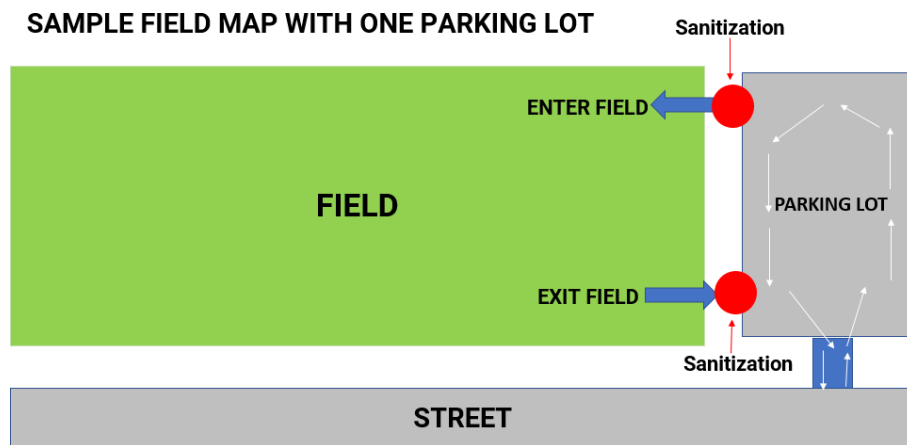 SAMPLE FIELD MAP WITH ONE PARKING LOT
Sanitization
ENTER FIELD
FIELD
PARKING LOT
EXIT FIELD
Sanitization
STREET